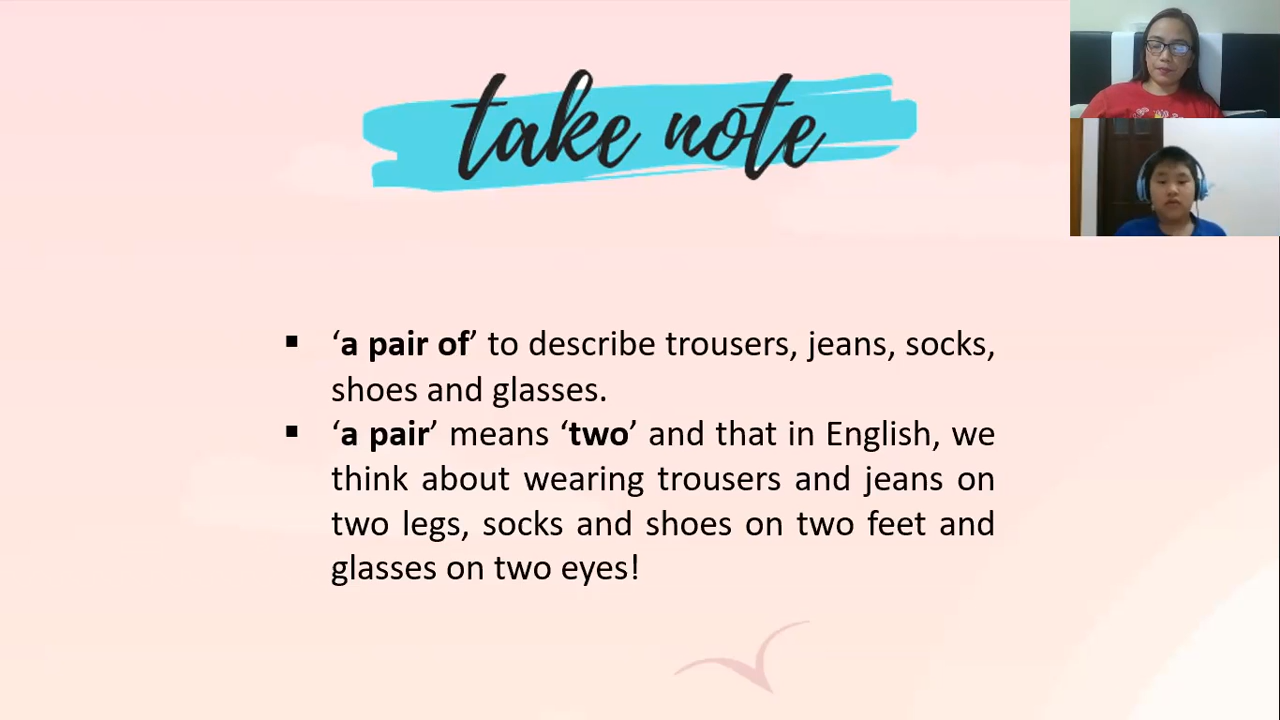 take note
▪ ‘a pair of’ to describe trousers, jeans, socks,
shoes and glasses.
▪ ‘a pair’ means ‘two’ and that in English, we
think about wearing trousers and jeans on
two legs, socks and shoes on two feet and
glasses on two eyes!